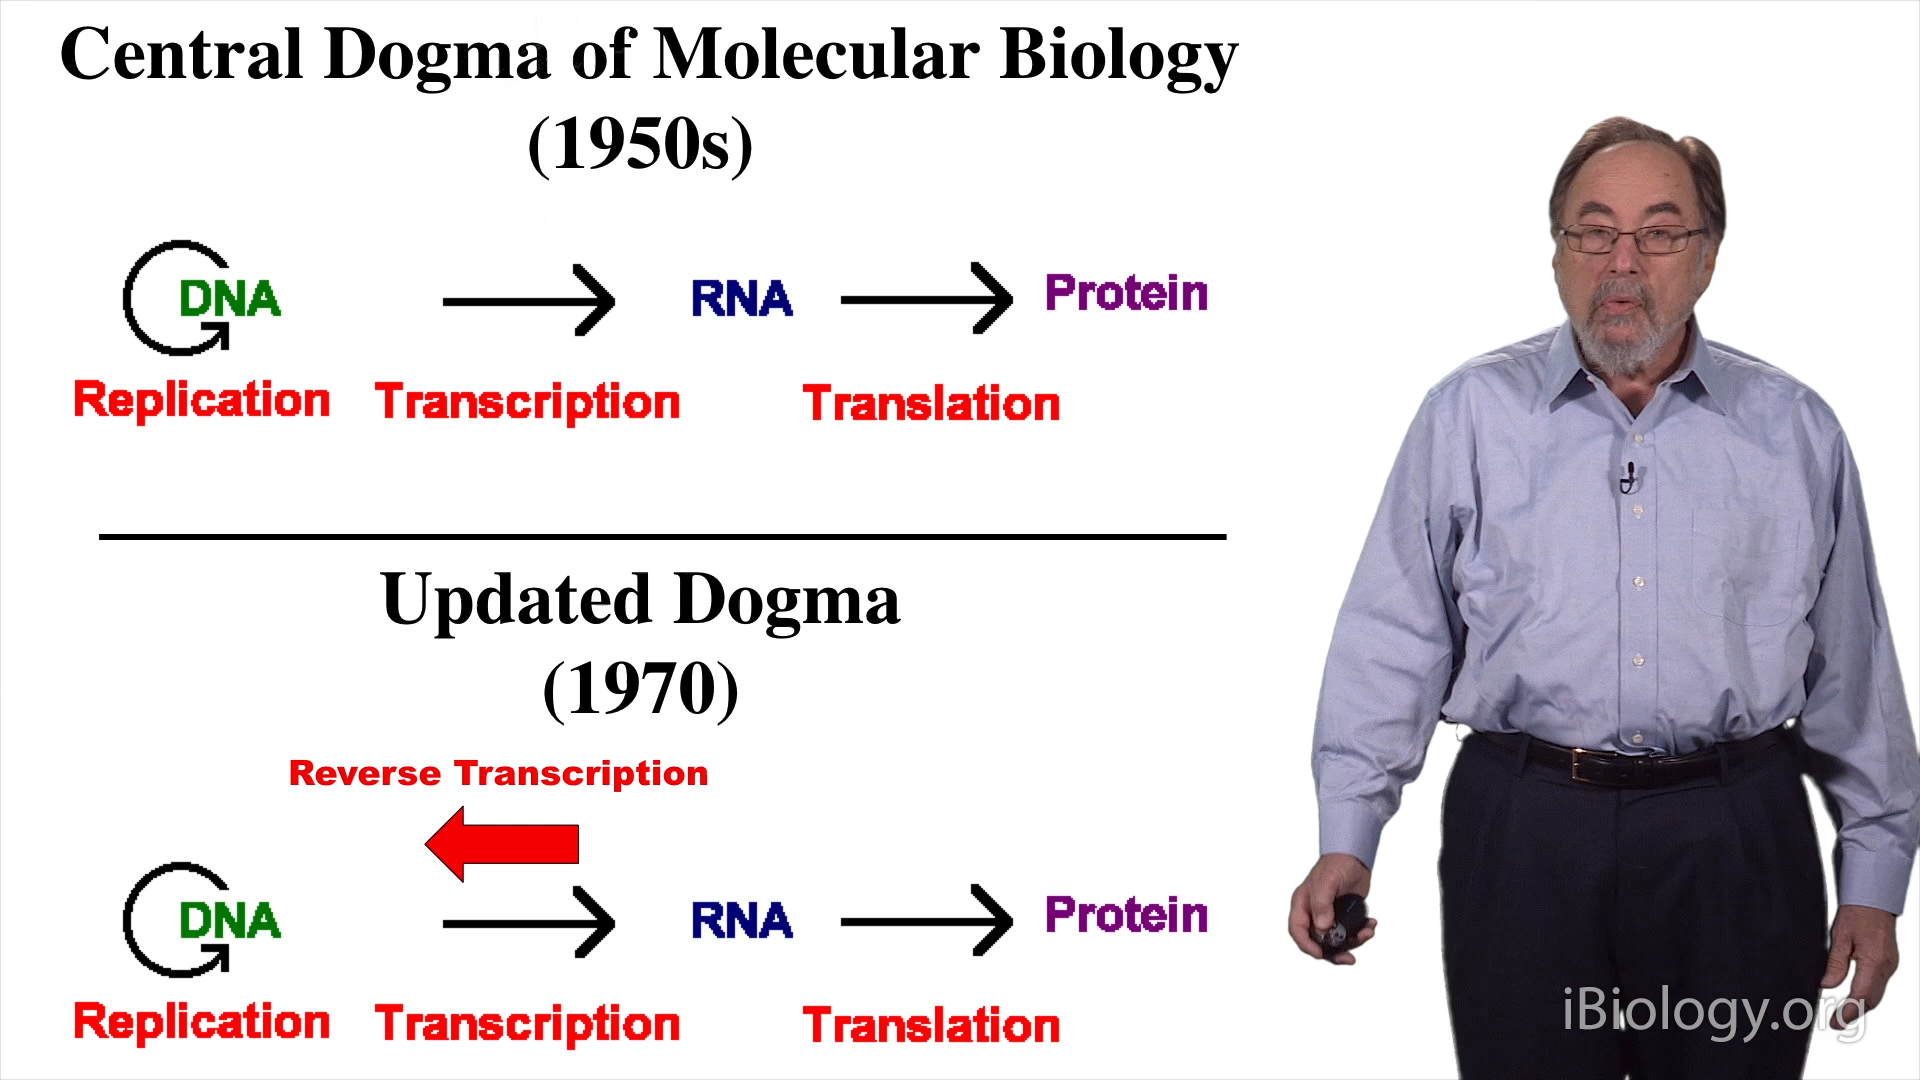 Central Dogma of Molecular Biology
(1950s)
DNA
RNA
Protein
Replication
Transcription
Translation
Updated Dogma
(1970)
Reverse Transcription
DNA
RNA
Protein
Replication
Transcription
Translation
iBiology.org